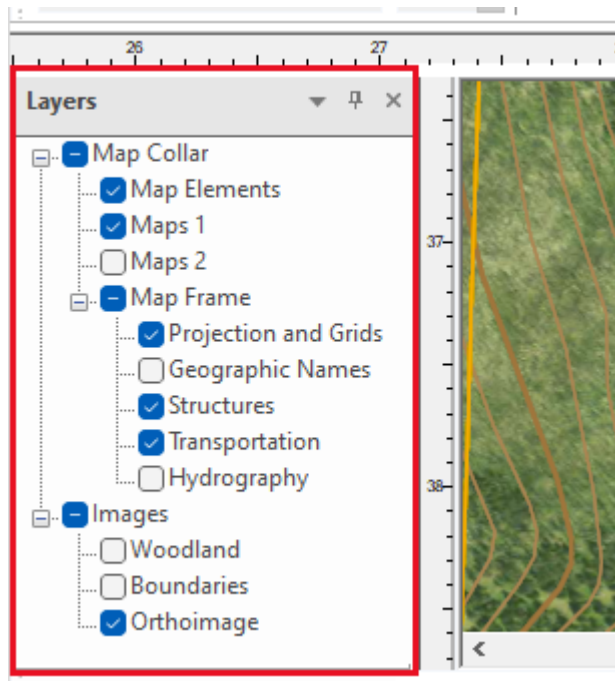 26 27
Layers
Map Collar
Map Elements
Maps 1
Maps 2
Map Frame
Projection and Grids
Geographic Names
Structures
Transportation
Hydrography
Images
Woodland
Boundaries
Orthoimage
37
38